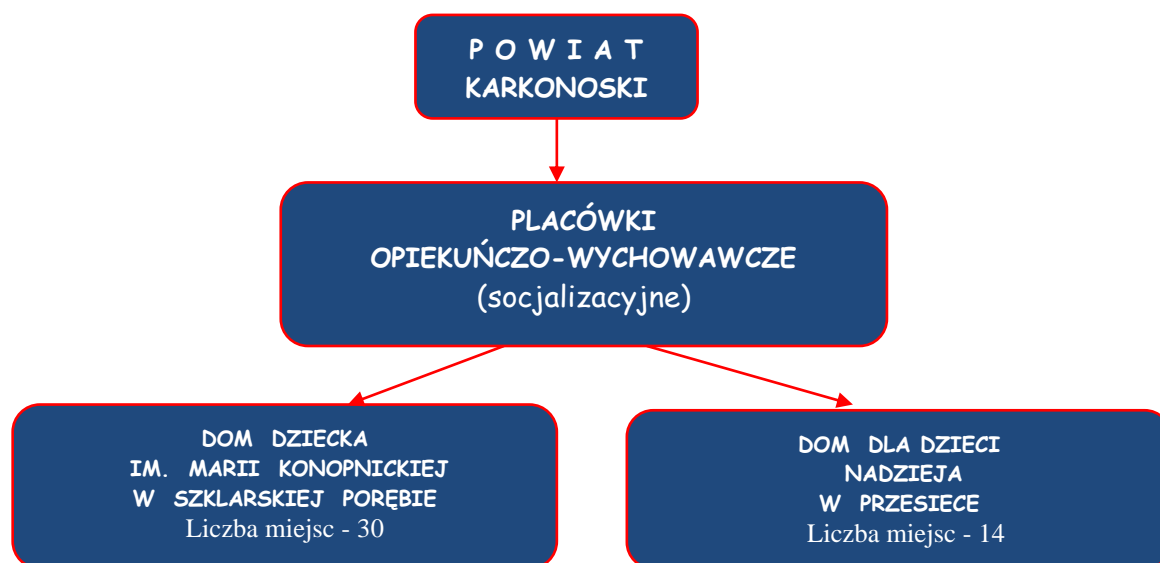 P O W I A T
KARKONOSKI
PLACÓWKI
OPIEKUŃCZO-WYCHOWAWCZE
(socjalizacyjne)
DOM DZIECKA
IM. MARII KONOPNICKIEJ
W SZKLARSKIEJ PORĘBIE
Liczba miejsc - 30
DOM DLA DZIECI
NADZIEJA
W PRZESIECE
Liczba miejsc - 14